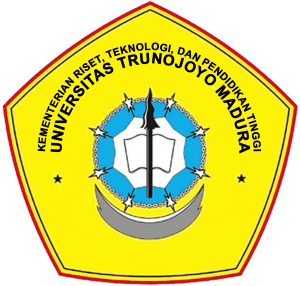 KEMENTERIAN RISET, TEKNOLOGI, DAN PENDIDIKAN TINGGI
UNIVERSITAS TRUNOJOYO MADURA